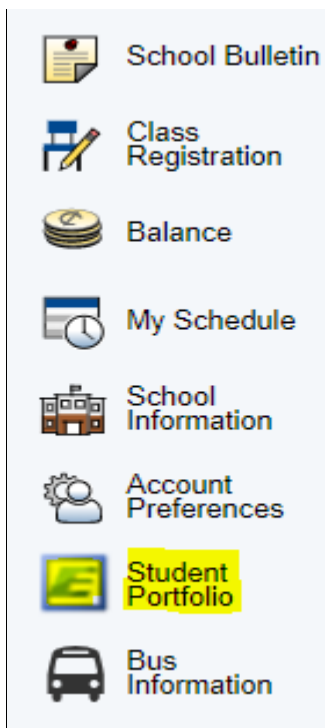 School Bulletin
Class
Registration
Balance
My Schedule
School
Information
Account
Preferences
Student
Portfolio
Bus
Information